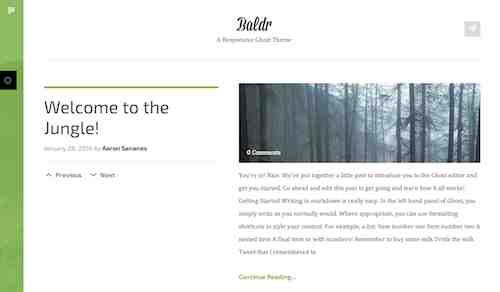 Baldr
A Responsive Ghost Theme
Welcome to the
Jungle!
January 28, 2014 by Aaron Sananes
Previous
Next
0 Comments
You're in! Nice. We've put together a little post to introduce you to the Ghost editor and
get you started. Go ahead and edit this post to get going and learn how it all works!
Getting Started Writing in markdown is really easy. In the left hand panel of Ghost, you
simply write as you normally would. Where appropriate, you can use formatting
shortcuts to style your content. For example, a list: Item number one Item number two A
nested item A final item or with numbers! Remember to buy some milk Drink the milk
Tweet that I remembered to
Continue Reading...